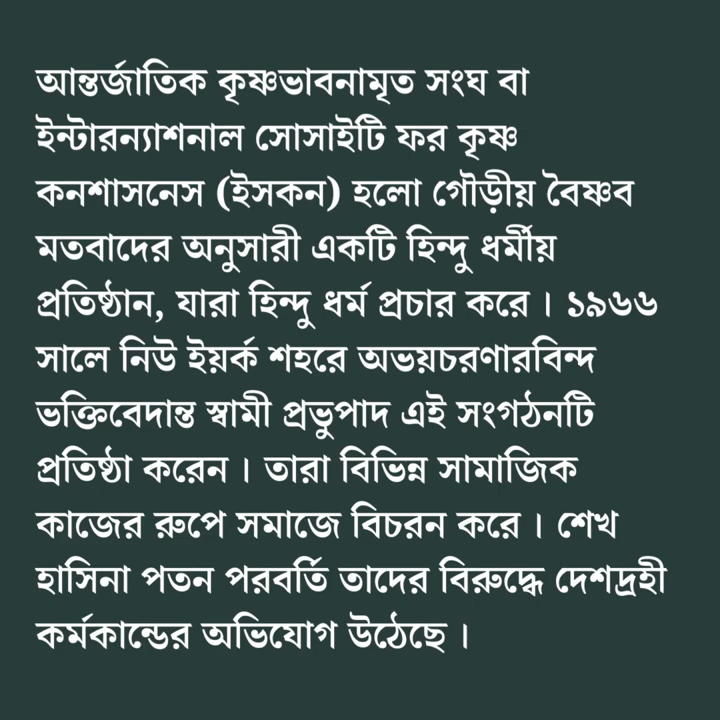 আন্তর্জাতিক কৃষ্ণভাবনামৃত সংঘ বা
ইন্টারন্যাশনাল সোসাইটি ফর কৃষ্ণ
কনশাসনেস (ইসকন) হলো গৌড়ীয় বৈষ্ণব
মতবাদের অনুসারী একটি হিন্দু ধর্মীয়
প্রতিষ্ঠান, যারা হিন্দু ধর্ম প্রচার করে । ১৯৬৬
সালে নিউ ইয়র্ক শহরে অভয়চরণারবিন্দ
ভক্তিবেদান্ত স্বামী প্রভুপাদ এই সংগঠনটি
প্রতিষ্ঠা করেন । তারা বিভিন্ন সামাজিক
কাজের রুপে সমাজে বিচরন করে । শেখ
হাসিনা পতন পরবর্তি তাদের বিরুদ্ধে দেশদ্রহী
কর্মকান্ডের অভিযোগ উঠেছে ।